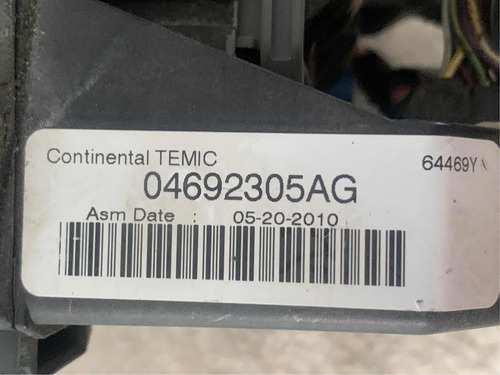 Continental TEMIC 64469Y
04692305AG
Asm Date : 05-20-2010